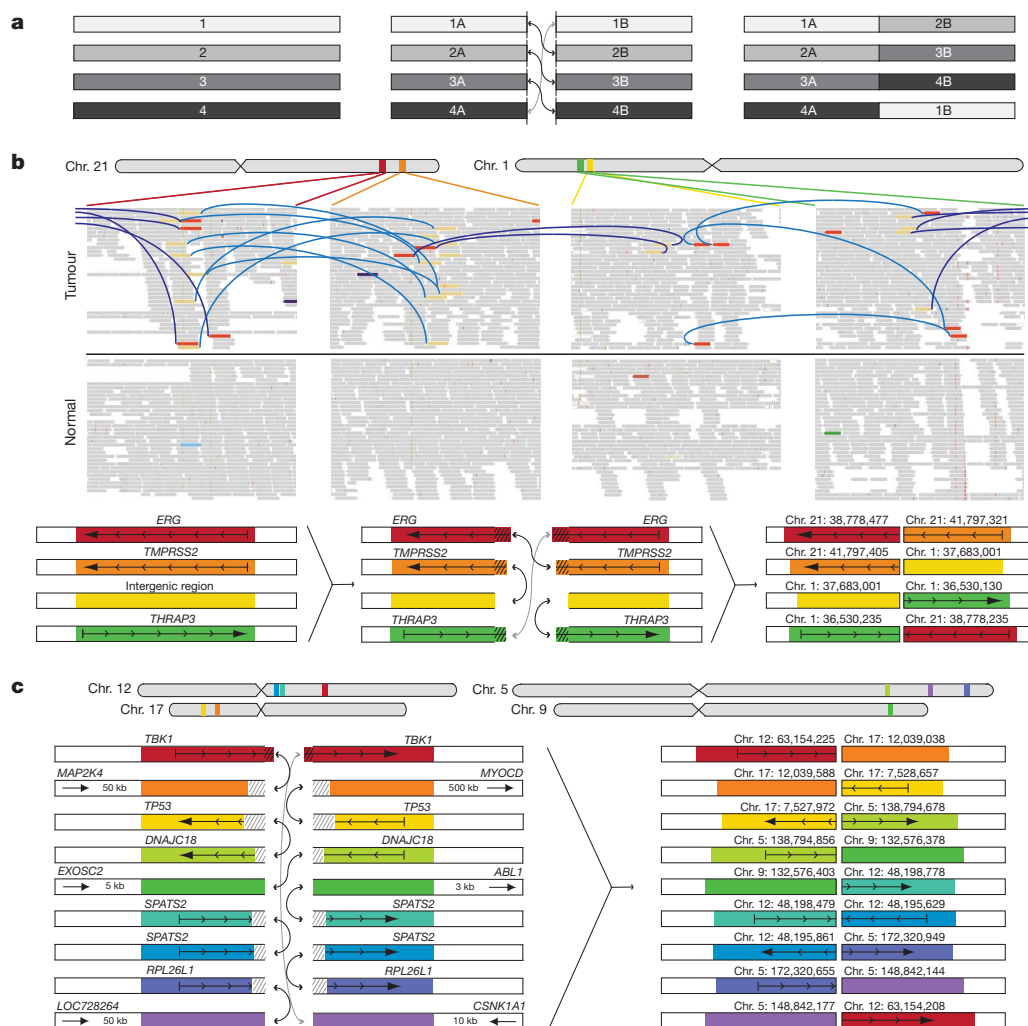 a
1 1A 1B 1A 2B
2 2A 2B 2A 3B
3 3A 3B 3A 4B
4 4A 4B 4A 1B
b
Chr. 21 Chr. 1
Tumour
Normal
ERG ERG ERG Chr. 21: 38,778,477 Chr. 21: 41,797,321
TMPRSS2 TMPRSS2 TMPRSS2 Chr. 21: 41,797,405 Chr. 1: 37,683,001
Intergenic region Chr. 1: 37,683,001 Chr. 1: 36,530,130
THRAP3 THRAP3 THRAP3 Chr. 1: 36,530,235 Chr. 21: 38,778,235
c
Chr. 12 Chr. 5
Chr. 17 Chr. 9
TBK1 TBK1 Chr. 12: 63,154,225 Chr. 17: 12,039,038
MAP2K4 MYOCD Chr. 17: 12,039,588 Chr. 17: 7,528,657
50 kb 500 kb
TP53 TP53 Chr. 17: 7,527,972 Chr. 5: 138,794,678
DNAJC18 DNAJC18 Chr. 5: 138,794,856 Chr. 9: 132,576,378
EXOSC2 ABL1 Chr. 9: 132,576,403 Chr. 12: 48,198,778
5 kb 3 kb
SPATS2 SPATS2 Chr. 12: 48,198,479 Chr. 12: 48,195,629
SPATS2 SPATS2 Chr. 12: 48,195,861 Chr. 5: 172,320,949
RPL26L1 RPL26L1 Chr. 5: 172,320,655 Chr. 5: 148,842,144
LOC728264 CSNK1A1 Chr. 5: 148,842,177 Chr. 12: 63,154,208
50 kb 10 kb